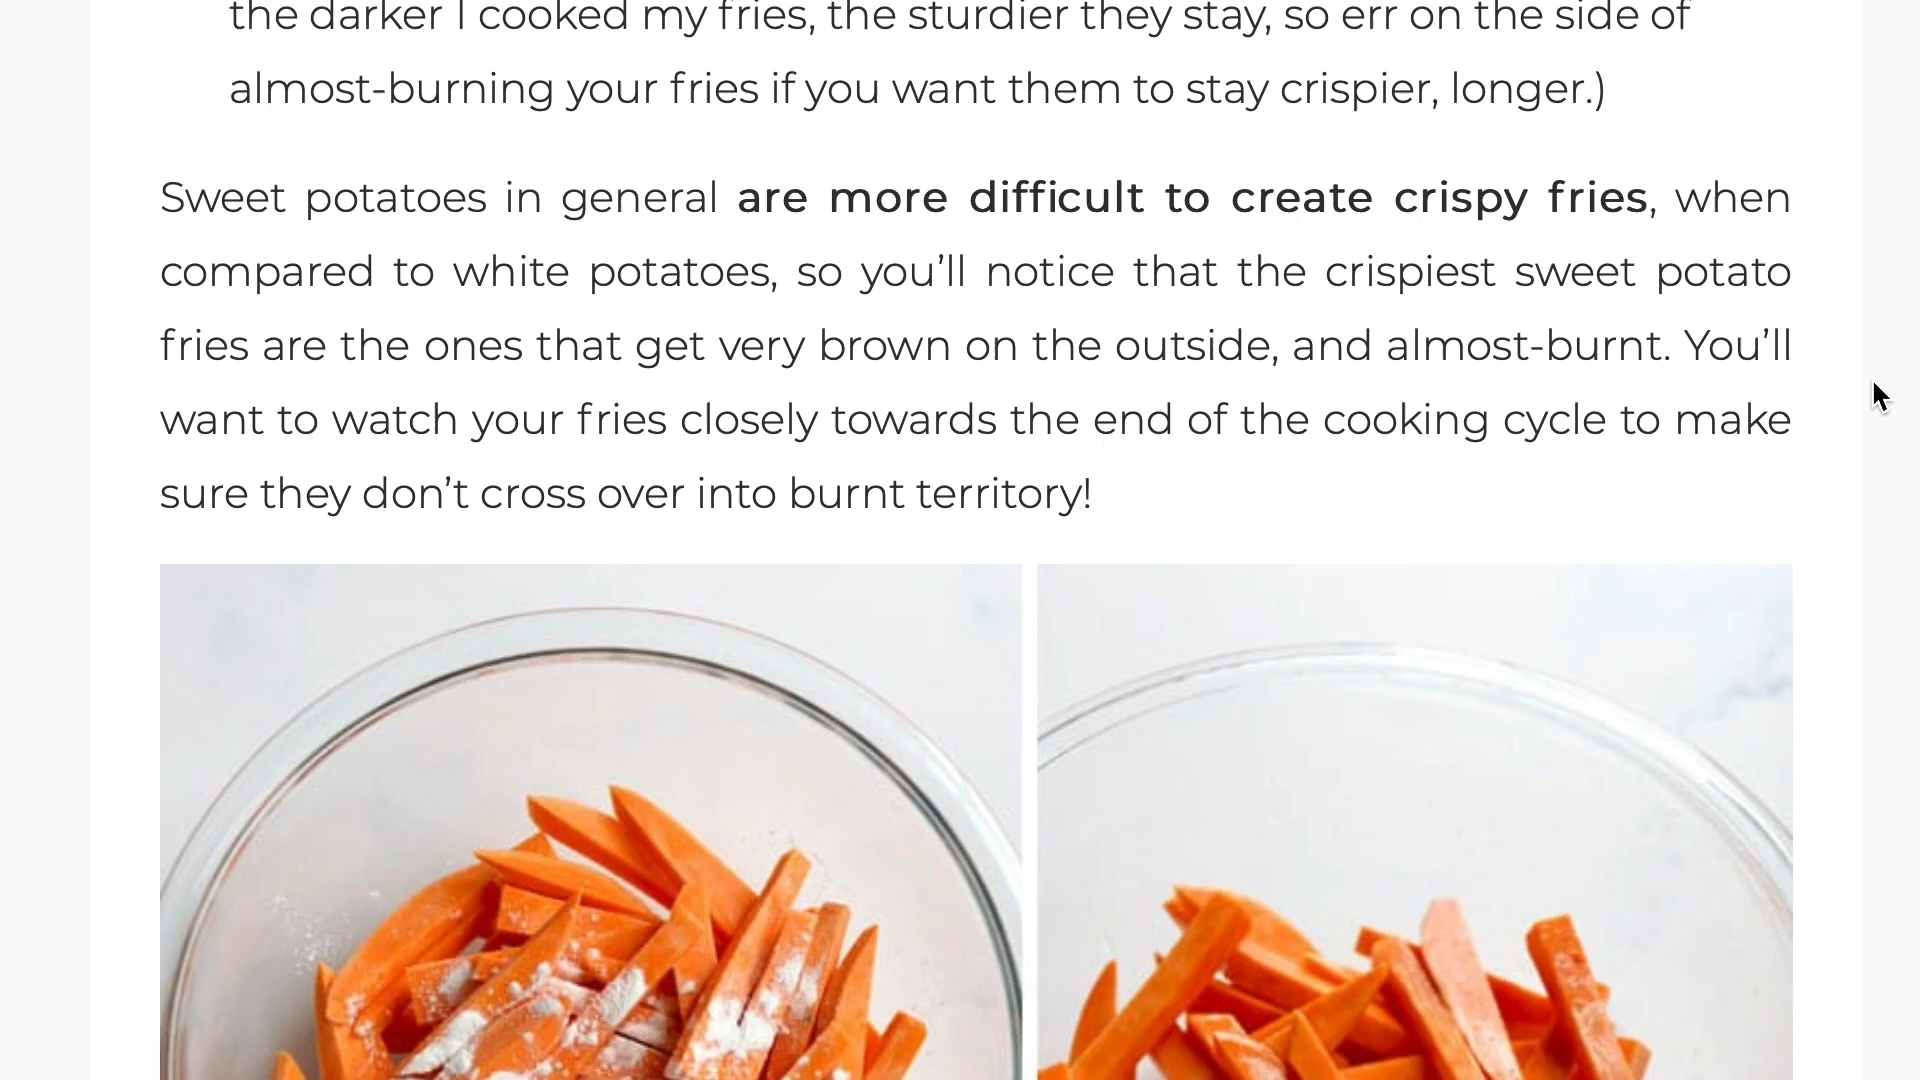 the darker I cooked my fries, the sturdier they stay, so err on the side of
almost-burning your fries if you want them to stay crispier, longer.)
Sweet potatoes in general are more difficult to create crispy fries, when
compared to white potatoes, so you’ll notice that the crispiest sweet potato
fries are the ones that get very brown on the outside, and almost-burnt. You’ll
want to watch your fries closely towards the end of the cooking cycle to make
sure they don’t cross over into burnt territory!